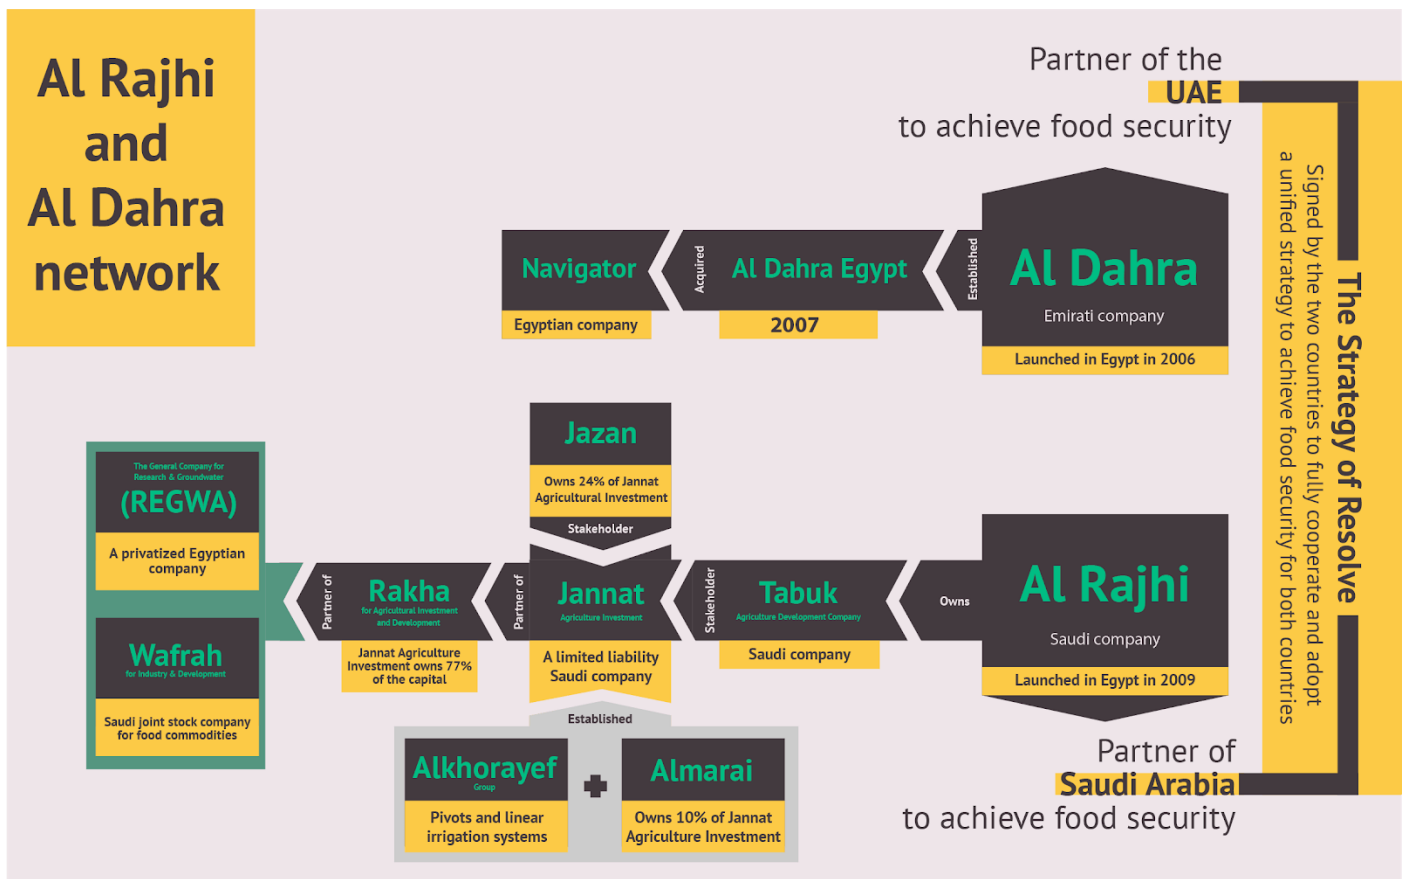 Al Rajhi
and
Al Dahra
network
Partner of the
UAE
to achieve food security
Navigator
Egyptian company
Acquired
Al Dahra Egypt
2007
Established
Al Dahra
Emirati company
Launched in Egypt in 2006
The Strategy of Resolve
Signed by the two countries to fully cooperate and adopt
a unified strategy to achieve food security for both countries
Jazan
Owns 24% of Jannat
Agricultural Investment
Stakeholder
The General Company for
Research & Groundwater
(REGWA)
A privatized Egyptian
company
Wafrah
for Industry & Development
Saudi joint stock company
for food commodities
Partner of
Rakha
for Agricultural Investment
and Development
Jannat Agriculture
Investment owns 77%
of the capital
Partner of
Jannat
Agriculture Investment
A limited liability
Saudi company
Stakeholder
Tabuk
Agriculture Development Company
Saudi company
Owns
Al Rajhi
Saudi company
Launched in Egypt in 2009
Established
Alkhorayef
Group
Pivots and linear
irrigation systems
Almarai
Owns 10% of Jannat
Agriculture Investment
Partner of
Saudi Arabia
to achieve food security